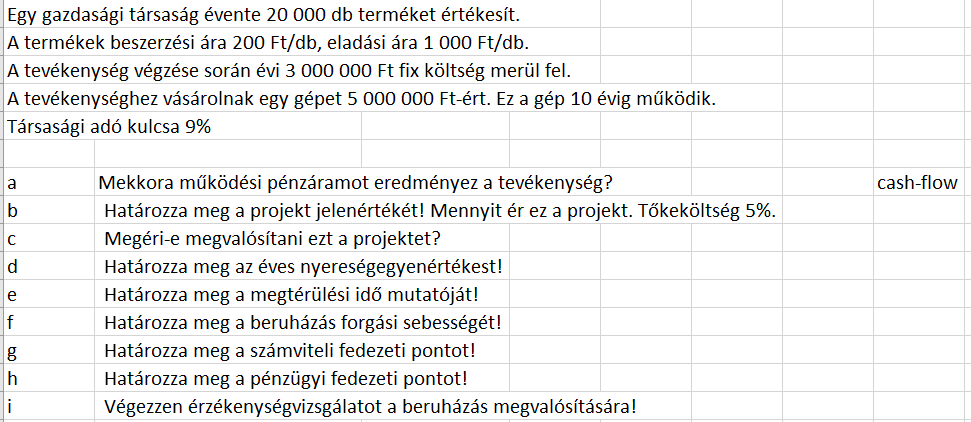 Egy gazdasági társaság évente 20 000 db terméket értékesít.
A termékek beszerzési ára 200 Ft/db, eladási ára 1 000 Ft/db.
A tevékenység végzése során évi 3 000 000 Ft fix költség merül fel.
A tevékenységhez vásárolnak egy gépet 5 000 000 Ft-ért. Ez a gép 10 évig működik.
Társasági adó kulcsa 9%
a Mekkora működési pénzáramot eredményez a tevékenység? cash-flow
b Határozza meg a projekt jelenértékét! Mennyit ér ez a projekt. Tőkeköltség 5%.
c Megéri-e megvalósítani ezt a projektet?
d Határozza meg az éves nyereségegyenértékest!
e Határozza meg a megtérülési idő mutatóját!
f Határozza meg a beruházás forgási sebességét!
g Határozza meg a számviteli fedezeti pontot!
h Határozza meg a pénzügyi fedezeti pontot!
i Végezzen érzékenységvizsgálatot a beruházás megvalósítására!